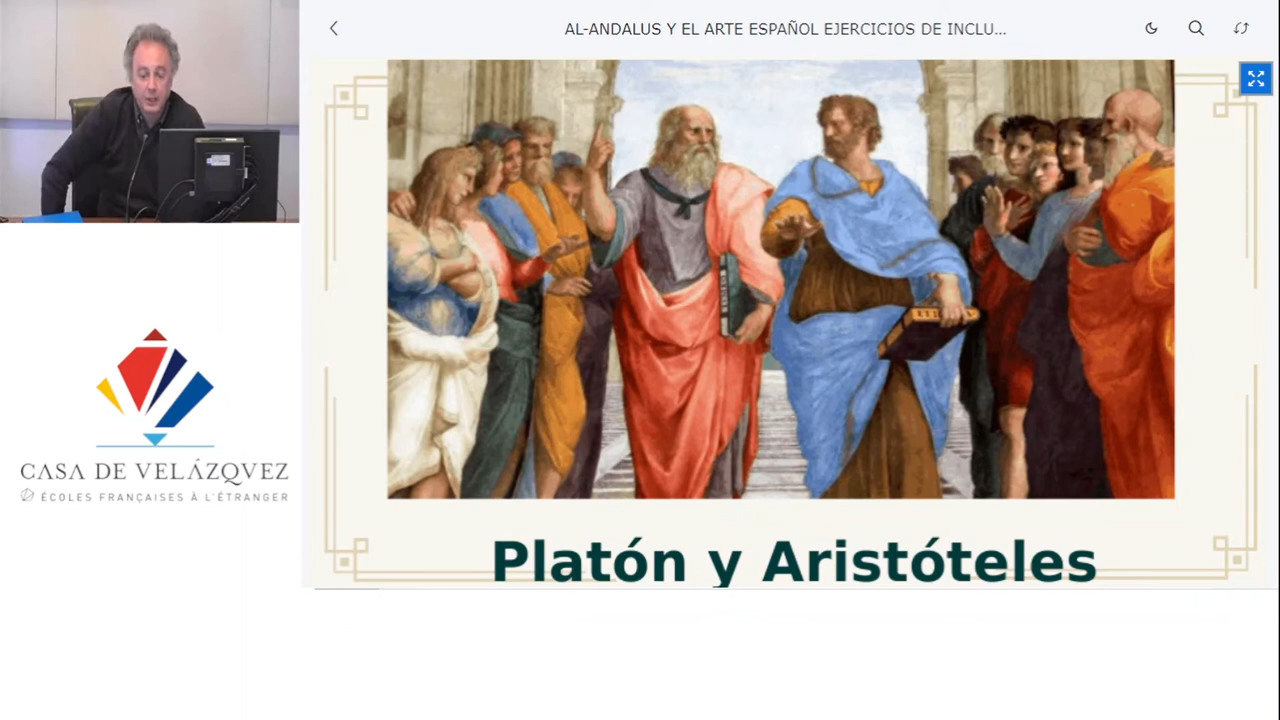 AL-ANDALUS Y EL ARTE ESPAÑOL EJERCICIOS DE INCLU...
CASA DE VELÁZQVEZ
ÉCOLES FRANÇAISES À L'ÉTRANGER
Platón y Aristóteles